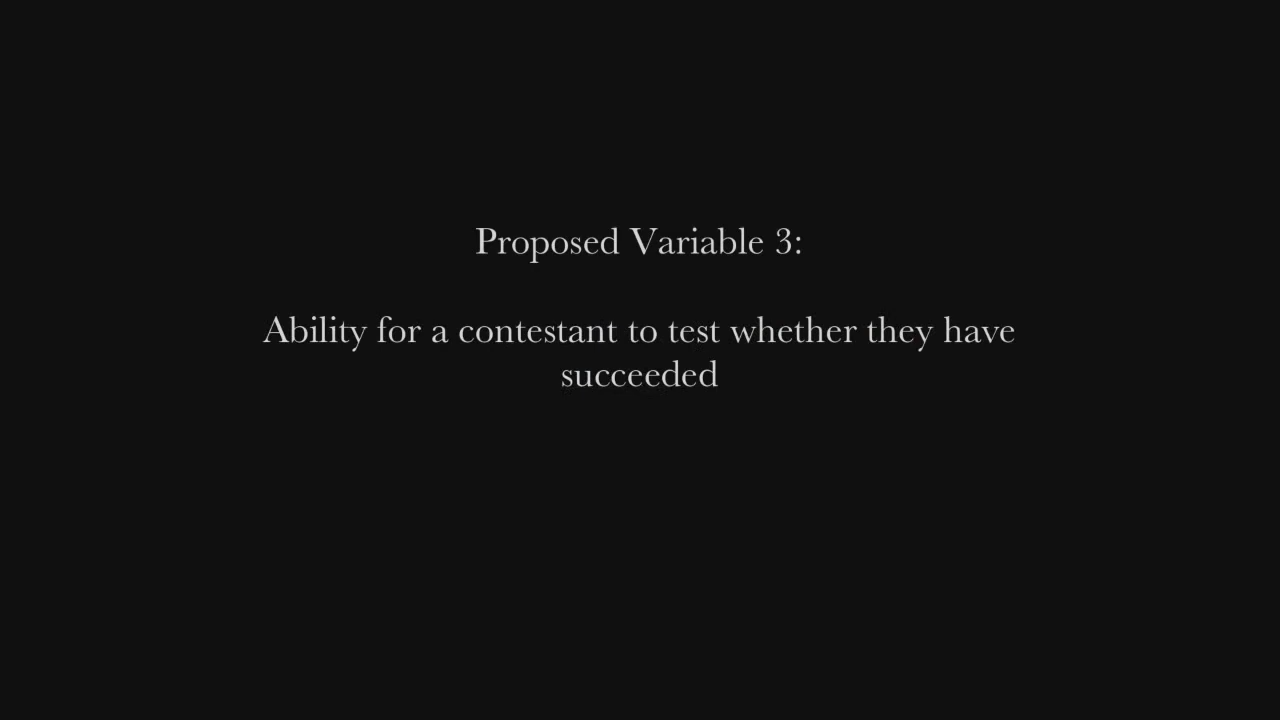 Proposed Variable 3:
Ability for a contestant to test whether they have
succeeded